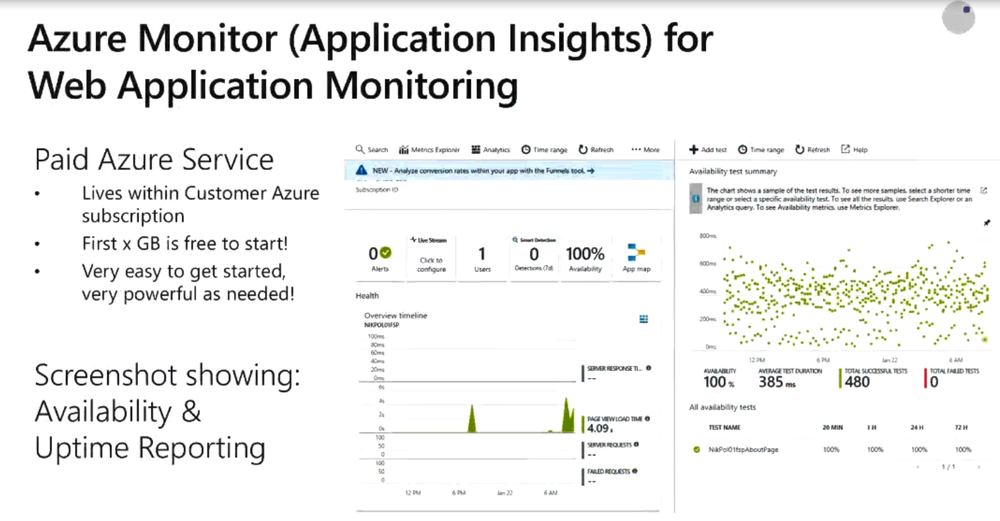 Azure Monitor (Application Insights) for
Web Application Monitoring
Paid Azure Service
• Lives within Customer Azure
subscription
• First x GB is free to start!
• Very easy to get started,
very powerful as needed!
Screenshot showing:
Availability &
Uptime Reporting
Search Metrics Explorer Analytics Time range Refresh ••• More
NEW - Analyze conversion rates within your app with the Funnels tool. →
Subscription ID
0
Alerts
Live Stream
Click to
configure
1
Users
Smart Detection
0
Detections (7d)
100%
Availability
App map
Health
Overview timeline
NIKPOL01FSP
100ms
80ms
60ms
40ms
20ms
0ms
SERVER RESPONSE TI...
--
6s
4s
2s
0s
PAGE VIEW LOAD TIME
4.09 s
100
50
0
SERVER REQUESTS
--
100
50
0
FAILED REQUESTS
--
12 PM 6 PM Jan 22 6 AM
Add test Time range Refresh Help
Availability test summary
The chart shows a sample of the test results. To see more samples, select a shorter time
range or select a specific availability test. To see all the results, use Search Explorer or an
Analytics query. To see Availability metrics, use Metrics Explorer.
800ms
600ms
400ms
200ms
0ms
12 PM 6 PM Jan 22 6 AM
AVAILABILITY
100 %
AVERAGE TEST DURATION
385 ms
TOTAL SUCCESSFUL TESTS
480
TOTAL FAILED TESTS
0
All availability tests
TEST NAME 20 MIN 1 H 24 H 72 H
NikPol01fspAboutPage 100% 100% 100% 100%
< 1 / 1 >